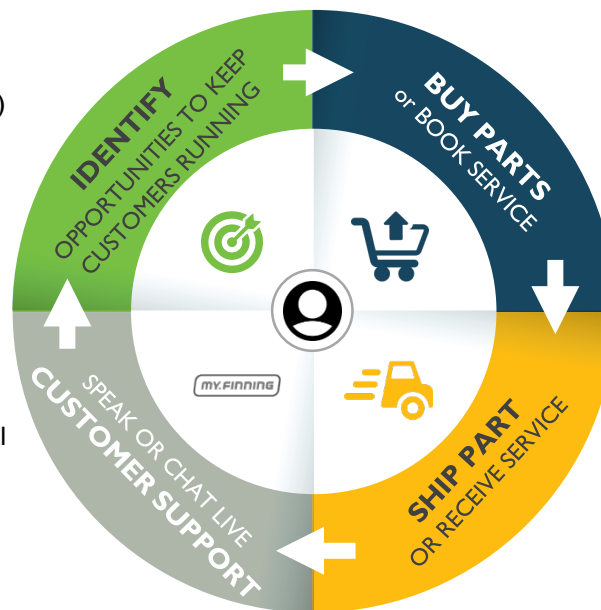 )
l
IDENTIFY
OPPORTUNITIES TO KEEP
CUSTOMERS RUNNING
BUY PARTS
or BOOK SERVICE
SHIP PART
OR RECEIVE SERVICE
SPEAK OR CHAT LIVE
CUSTOMER SUPPORT
MY.FINNING